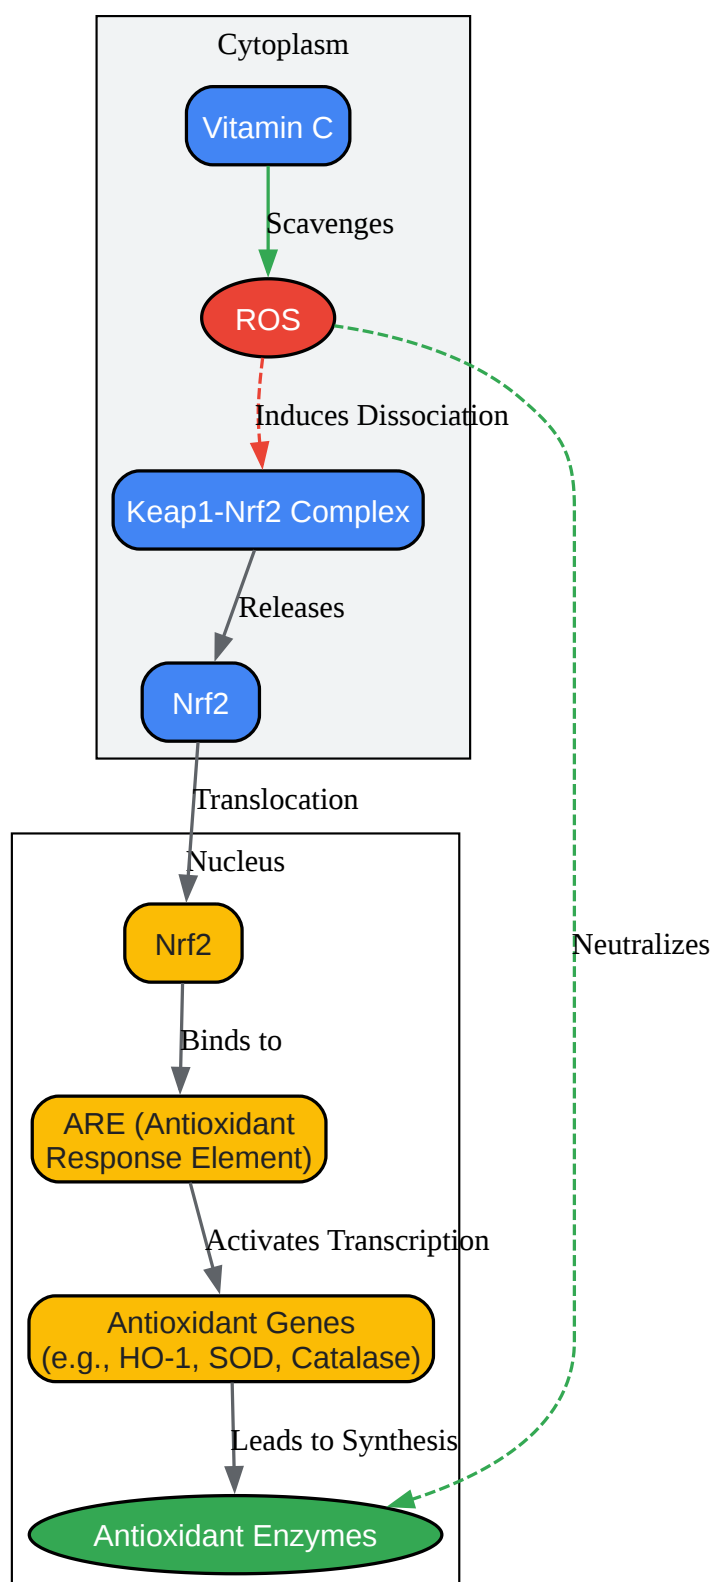 Cytoplasm
Vitamin C
Scavenges
ROS
Induces Dissociation
Keap1-Nrf2 Complex
Releases
Nrf2
Translocation
Nucleus
Nrf2
Neutralizes
Binds to
ARE (Antioxidant
Response Element)
Activates Transcription
Antioxidant Genes
(e.g., HO-1, SOD, Catalase)
Leads to Synthesis
Antioxidant Enzymes